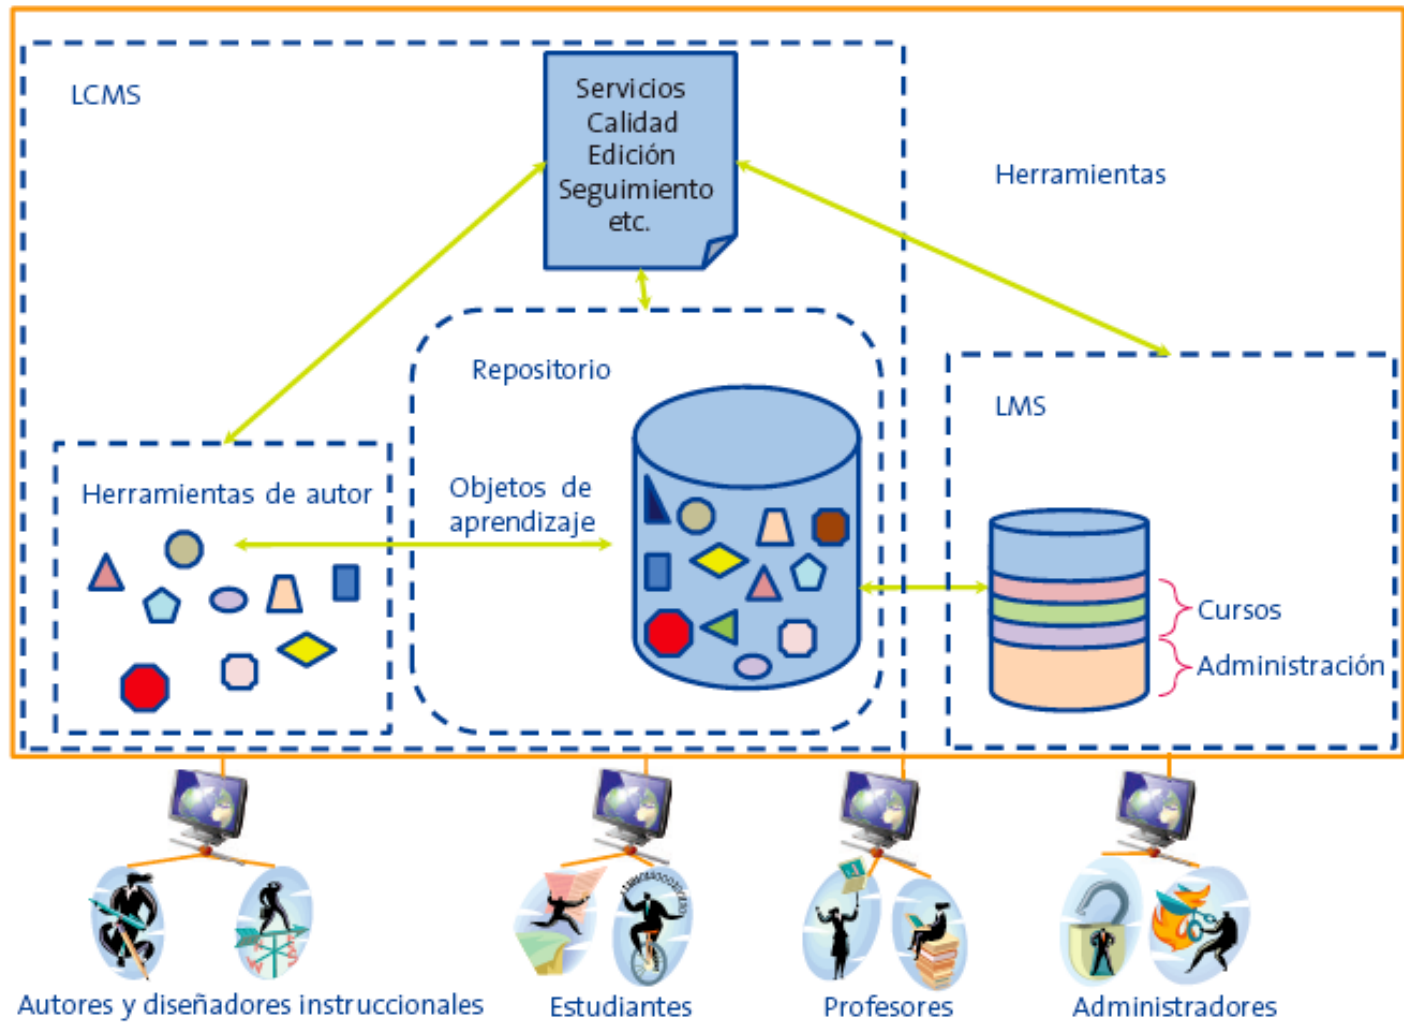 LCMS
Servicios
Calidad
Edición
Seguimiento
etc.
Herramientas
Repositorio
LMS
Herramientas de autor
Objetos de
aprendizaje
Cursos
Administración
Autores y diseñadores instruccionales
Estudiantes
Profesores
Administradores